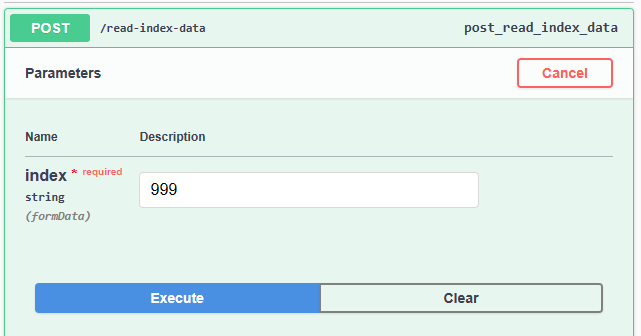 POST /read-index-data post_read_index_data
Parameters Cancel
Name Description
index * required 999
string
(formData)
Execute Clear